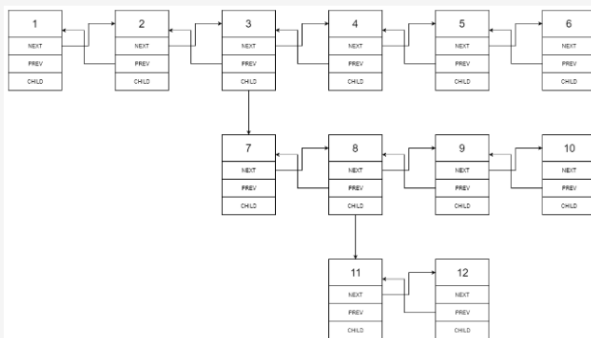 1 2 3 4 5 6
NEXT NEXT NEXT NEXT NEXT NEXT
PREV PREV PREV PREV PREV PREV
CHILD CHILD CHILD CHILD CHILD CHILD
7 8 9 10
NEXT NEXT NEXT NEXT
PREV PREV PREV PREV
CHILD CHILD CHILD CHILD
11 12
NEXT NEXT
PREV PREV
CHILD CHILD